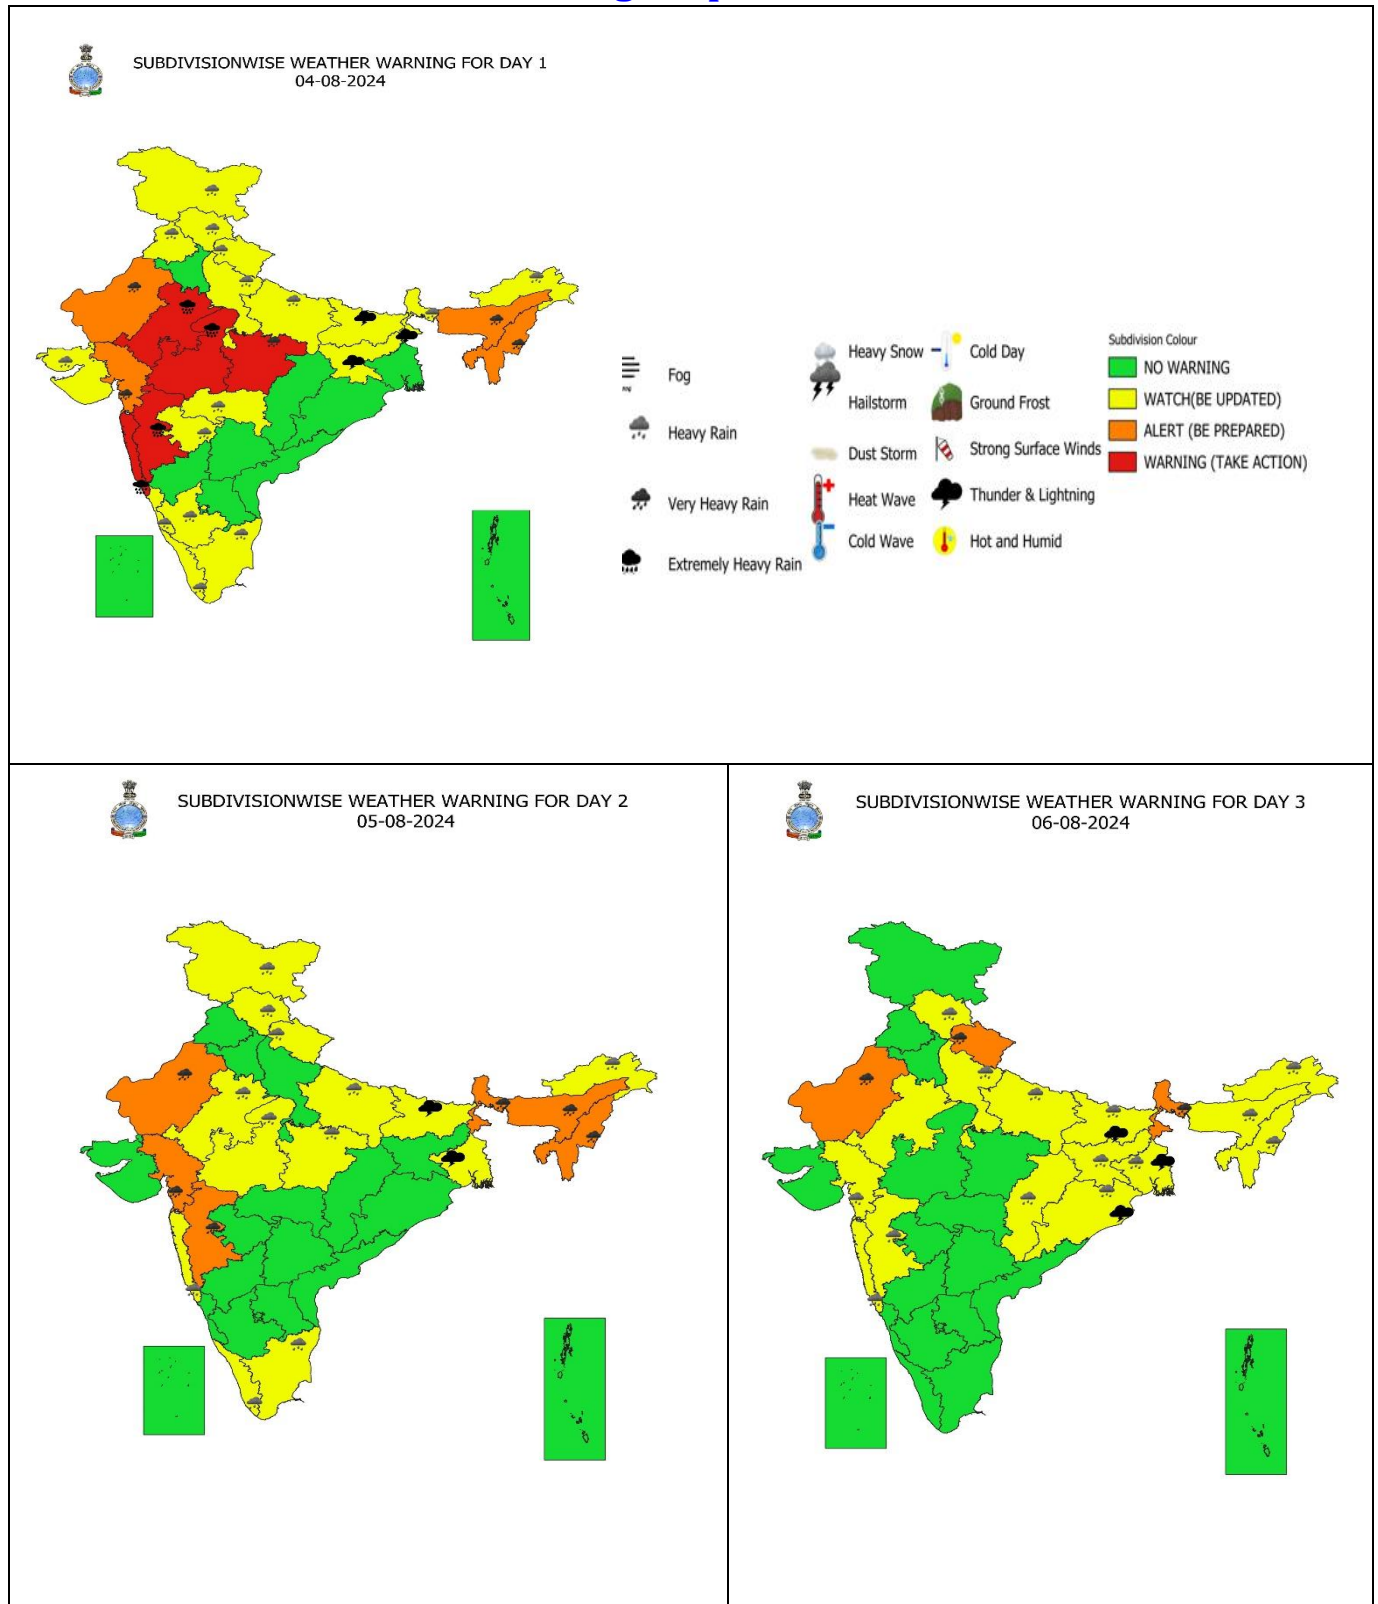 SUBDIVISIONWISE WEATHER WARNING FOR DAY 1
04-08-2024
Fog
Heavy Rain
Very Heavy Rain
Extremely Heavy Rain
Heavy Snow
Hailstorm
Dust Storm
Heat Wave
Cold Wave
Cold Day
Ground Frost
Strong Surface Winds
Thunder & Lightning
Hot and Humid
Subdivision Colour
NO WARNING
WATCH(BE UPDATED)
ALERT (BE PREPARED)
WARNING (TAKE ACTION)
SUBDIVISIONWISE WEATHER WARNING FOR DAY 2
05-08-2024
SUBDIVISIONWISE WEATHER WARNING FOR DAY 3
06-08-2024